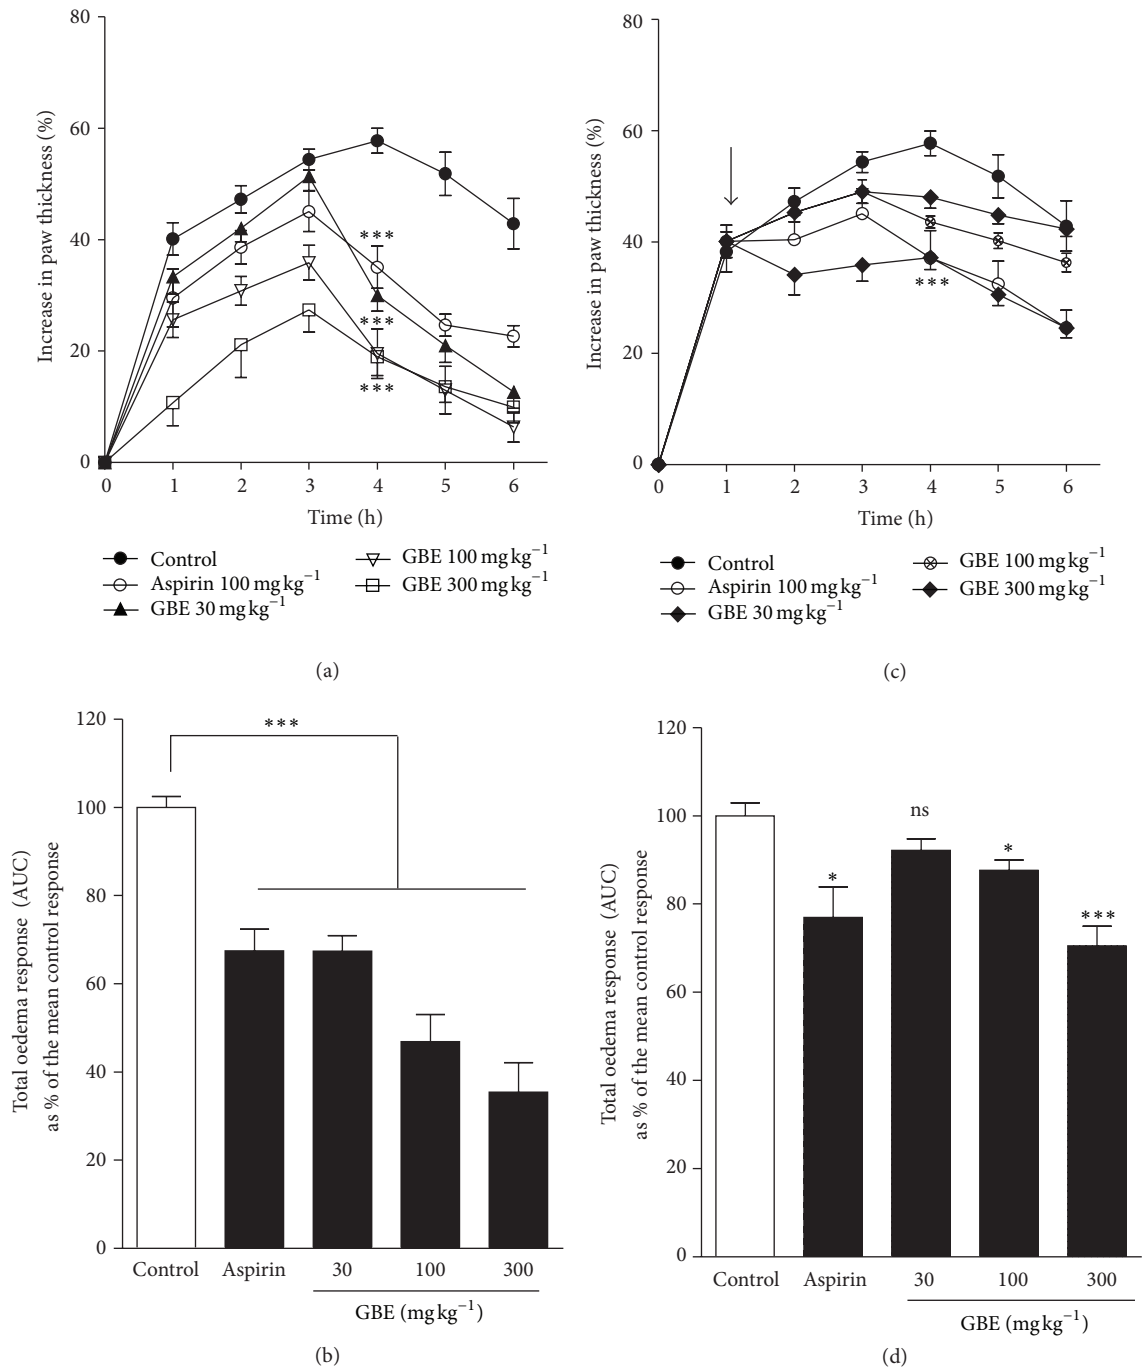 80
60
40
20
0
Increase in paw thickness (%)
***
***
***
0 1 2 3 4 5 6
Time (h)
Control
Aspirin 100 mg kg⁻¹
GBE 30 mg kg⁻¹
GBE 100 mg kg⁻¹
GBE 300 mg kg⁻¹
(a)
80
60
40
20
0
Increase in paw thickness (%)
***
0 1 2 3 4 5 6
Time (h)
Control
Aspirin 100 mg kg⁻¹
GBE 30 mg kg⁻¹
GBE 100 mg kg⁻¹
GBE 300 mg kg⁻¹
(c)
120
100
80
60
40
20
0
Total oedema response (AUC)
as % of the mean control response
***
Control Aspirin 30 100 300
GBE (mg kg⁻¹)
(b)
120
100
80
60
40
20
0
Total oedema response (AUC)
as % of the mean control response
ns
*
*
***
Control Aspirin 30 100 300
GBE (mg kg⁻¹)
(d)